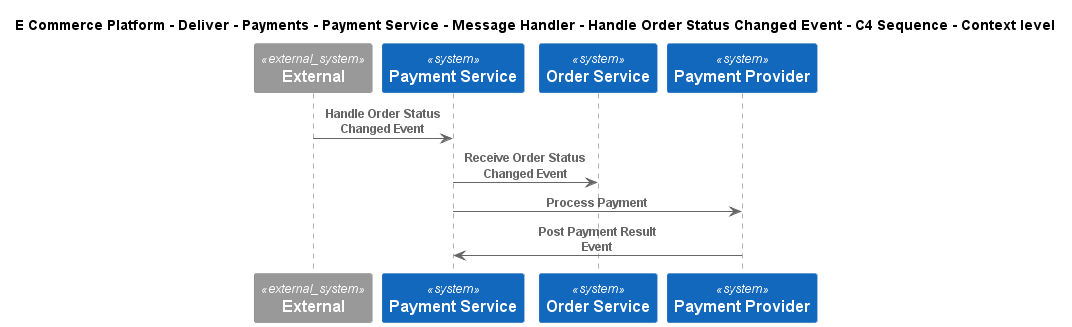 E Commerce Platform - Deliver - Payments - Payment Service - Message Handler - Handle Order Status Changed Event - C4 Sequence - Context level
«external_system» «system» «system» «system»
External Payment Service Order Service Payment Provider
Handle Order Status
Changed Event
Receive Order Status
Changed Event
Process Payment
Post Payment Result
Event
«external_system» «system» «system» «system»
External Payment Service Order Service Payment Provider